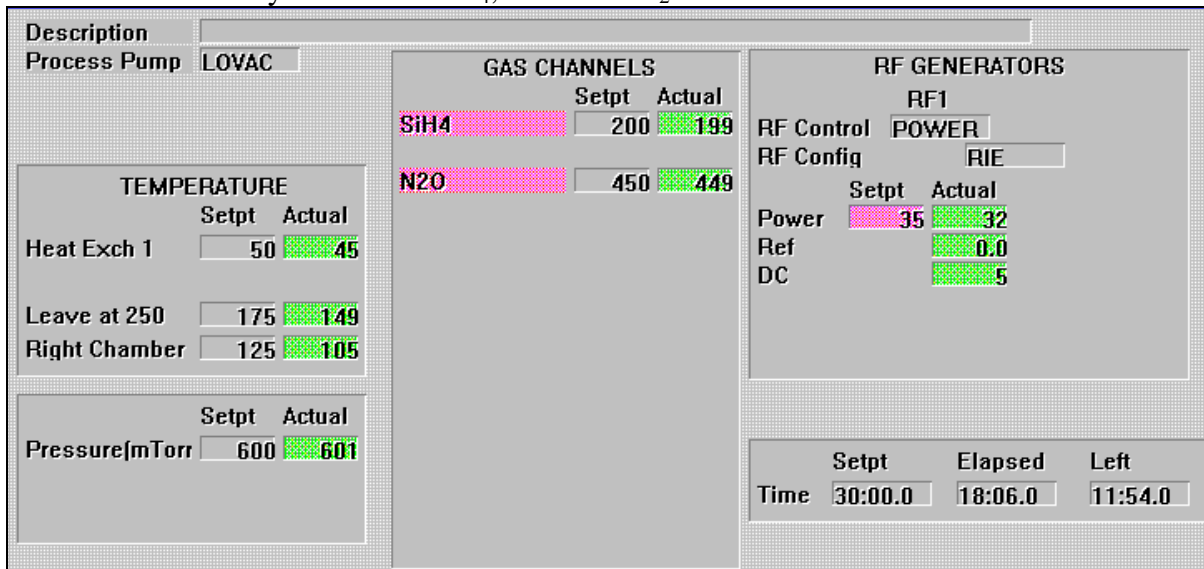 Description
Process Pump LOVAC
TEMPERATURE
Setpt Actual
Heat Exch 1 50 45
Leave at 250 175 149
Right Chamber 125 105
Setpt Actual
Pressure(mTorr 600 601
GAS CHANNELS
Setpt Actual
SiH4 200 199
N2O 450 449
RF GENERATORS
RF1
RF Control POWER
RF Config RIE
Setpt Actual
Power 35 32
Ref 0.0
DC 5
Setpt Elapsed Left
Time 30:00.0 18:06.0 11:54.0